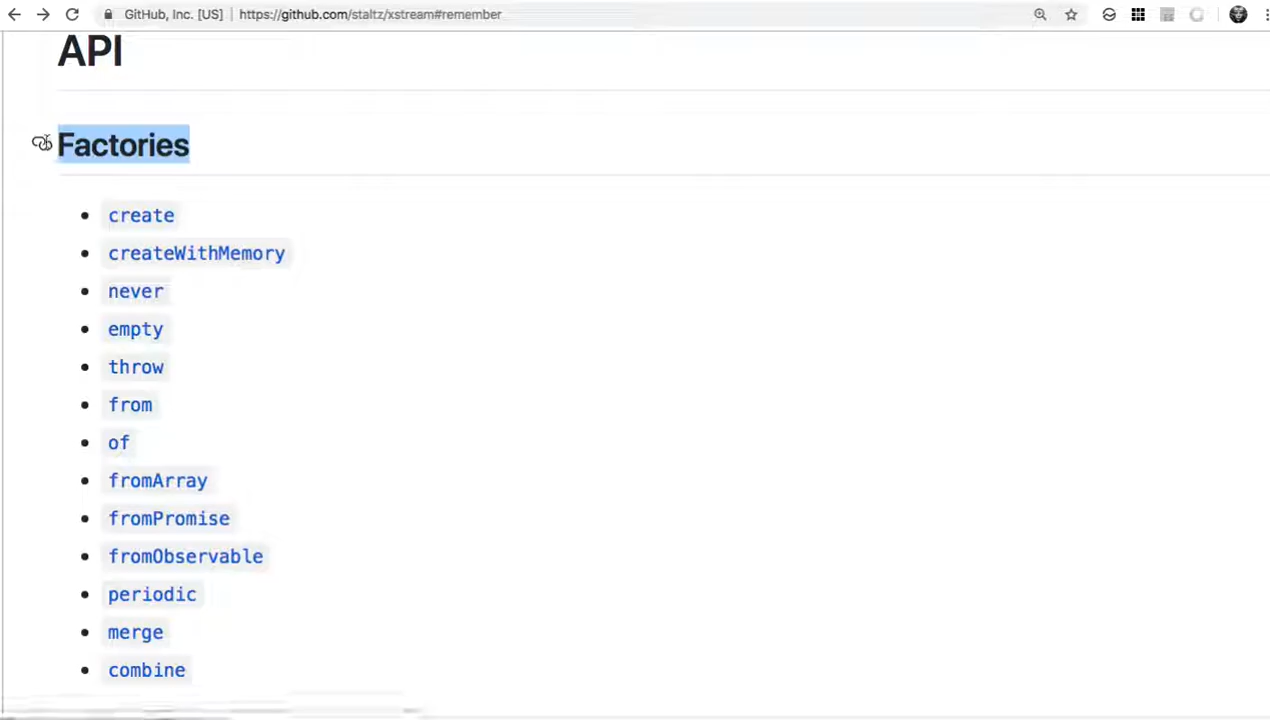 GitHub, Inc. [US] | https://github.com/staltz/xstream#remember
API
Factories
create
createWithMemory
never
empty
throw
from
of
fromArray
fromPromise
fromObservable
periodic
merge
combine